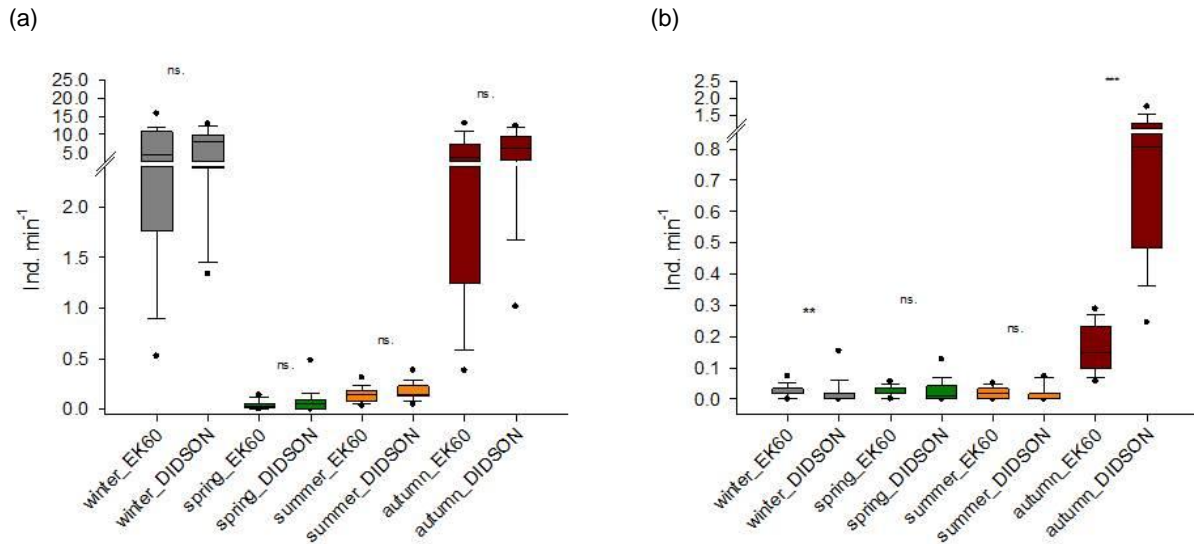 (a)
(b)
ns.
ns.
25.0
20.0
15.0
10.0
5.0
2.0
1.5
1.0
0.5
0.0
Ind. min-1
ns.
ns.
winter_EK60
winter_DIDSON
spring_EK60
spring_DIDSON
summer_EK60
summer_DIDSON
autumn_EK60
autumn_DIDSON
***
2.5
2.0
1.5
0.8
0.7
0.6
0.5
0.4
0.3
0.2
0.1
0.0
Ind. min-1
**
ns.
ns.
winter_EK60
winter_DIDSON
spring_EK60
spring_DIDSON
summer_EK60
summer_DIDSON
autumn_EK60
autumn_DIDSON